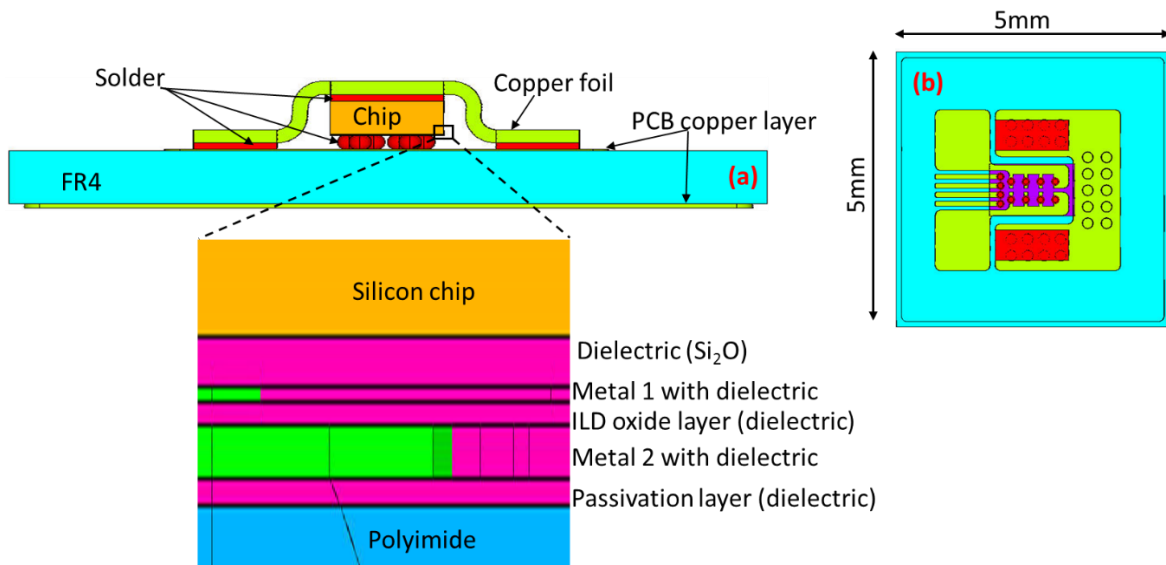 Solder
Chip
Copper foil
PCB copper layer
FR4
(a)
5mm
(b)
5mm
Silicon chip
Dielectric (Si₂O)
Metal 1 with dielectric
ILD oxide layer (dielectric)
Metal 2 with dielectric
Passivation layer (dielectric)
Polyimide